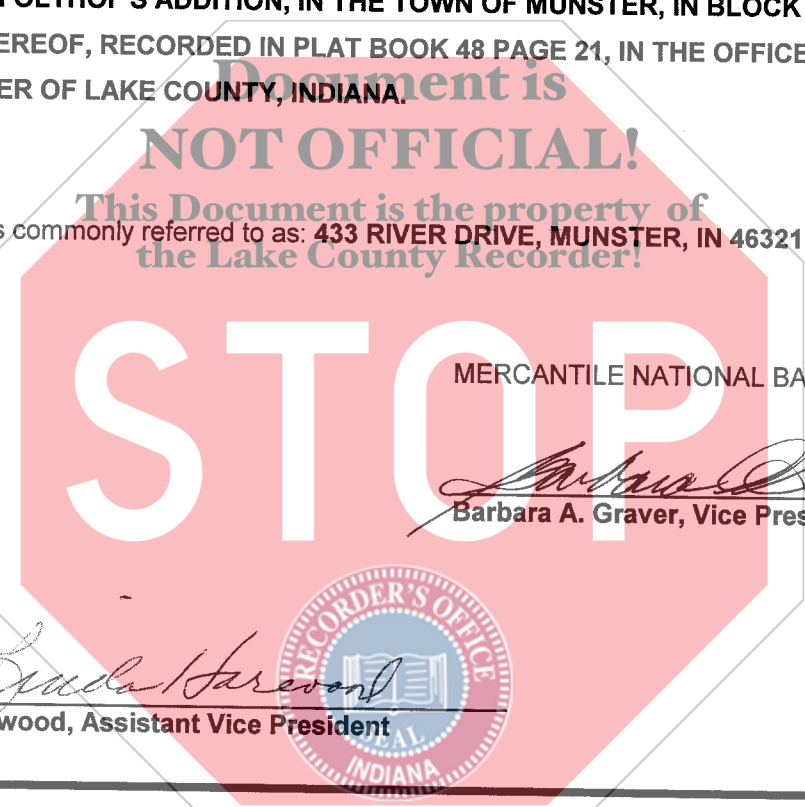 POLTHOF'S ADDITION, IN THE TOWN OF MUNSTER, IN BLOCK
EREOF, RECORDED IN PLAT BOOK 48 PAGE 21, IN THE OFFICE
ER OF LAKE COUNTY, INDIANA.
Document is
NOT OFFICIAL!
This Document is the property of
the Lake County Recorder!
s commonly referred to as: 433 RIVER DRIVE, MUNSTER, IN 46321
STOP
MERCANTILE NATIONAL BA
Barbara A. Graver, Vice Pres
Linda Harewood
wood, Assistant Vice President
RECORDER'S OFFICE
SEAL
INDIANA